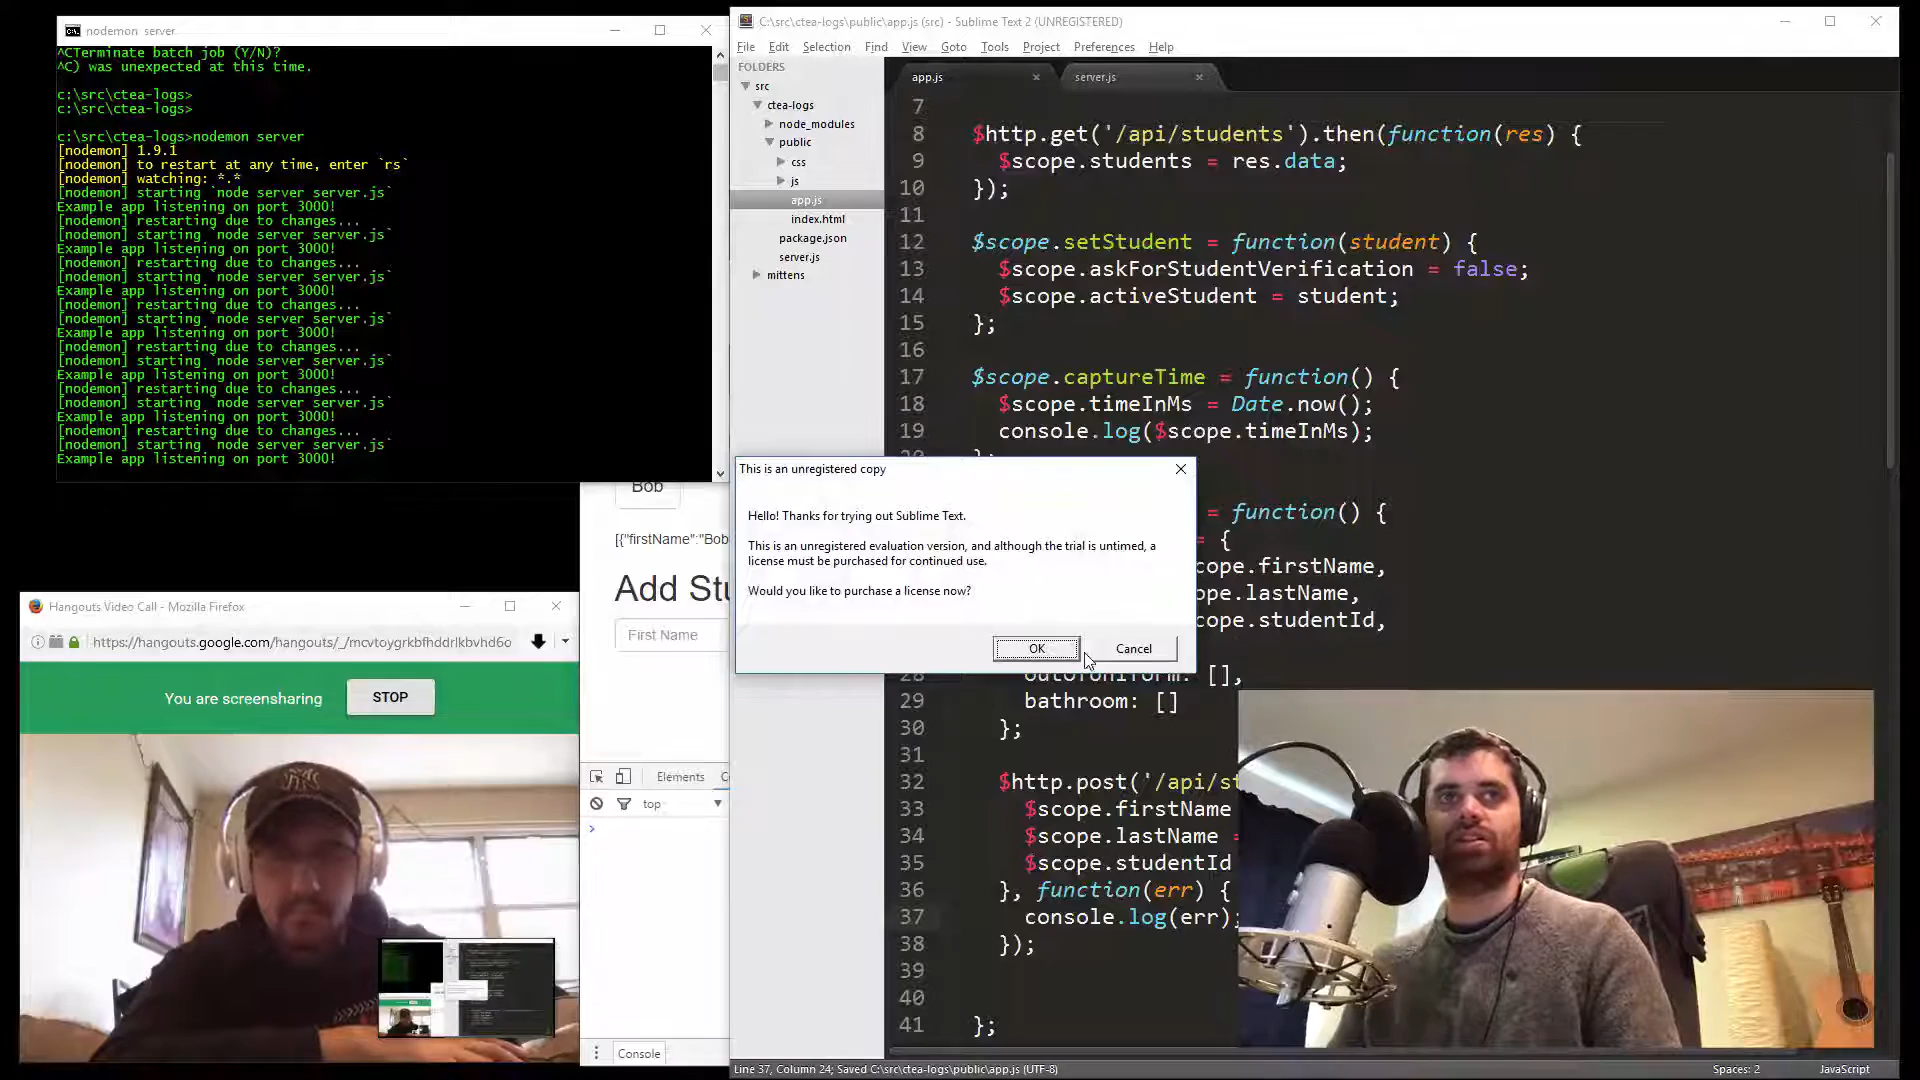 nodemon server
^CTerminate batch job (Y/N)?
^C) was unexpected at this time.
c:\src\ctea-logs>
c:\src\ctea-logs>
c:\src\ctea-logs>nodemon server
[nodemon] 1.9.1
[nodemon] to restart at any time, enter `rs`
[nodemon] watching: *.*
[nodemon] starting `node server server.js`
Example app listening on port 3000!
[nodemon] restarting due to changes...
[nodemon] starting `node server server.js`
Example app listening on port 3000!
[nodemon] restarting due to changes...
[nodemon] starting `node server server.js`
Example app listening on port 3000!
[nodemon] restarting due to changes...
[nodemon] starting `node server server.js`
Example app listening on port 3000!
[nodemon] restarting due to changes...
[nodemon] starting `node server server.js`
Example app listening on port 3000!
[nodemon] restarting due to changes...
[nodemon] starting `node server server.js`
Example app listening on port 3000!
[nodemon] restarting due to changes...
[nodemon] starting `node server server.js`
Example app listening on port 3000!
Bob
[{"firstName":"Bob
Add Stu
First Name
Elements
top
Console
Hangouts Video Call - Mozilla Firefox
https://hangouts.google.com/hangouts/_/mcvtoygrkbfhddrlkbvhd6o
You are screensharing
STOP
C:\src\ctea-logs\public\app.js (src) - Sublime Text 2 (UNREGISTERED)
File Edit Selection Find View Goto Tools Project Preferences Help
FOLDERS
src
ctea-logs
node_modules
public
css
js
app.js
index.html
package.json
server.js
mittens
app.js
server.js
7
8 $http.get('/api/students').then(function(res) {
9 $scope.students = res.data;
10 });
11
12 $scope.setStudent = function(student) {
13 $scope.askForStudentVerification = false;
14 $scope.activeStudent = student;
15 };
16
17 $scope.captureTime = function() {
18 $scope.timeInMs = Date.now();
19 console.log($scope.timeInMs);
= function() {
= {
cope.firstName,
cope.lastName,
cope.studentId,
28 outOfUniform: [],
29 bathroom: []
30 };
31
32 $http.post('/api/st
33 $scope.firstName
34 $scope.lastName =
35 $scope.studentId
36 }, function(err) {
37 console.log(err);
38 });
39
40
41 };
This is an unregistered copy
Hello! Thanks for trying out Sublime Text.
This is an unregistered evaluation version, and although the trial is untimed, a
license must be purchased for continued use.
Would you like to purchase a license now?
OK
Cancel
Line 37, Column 24; Saved C:\src\ctea-logs\public\app.js (UTF-8)
Spaces: 2
JavaScript